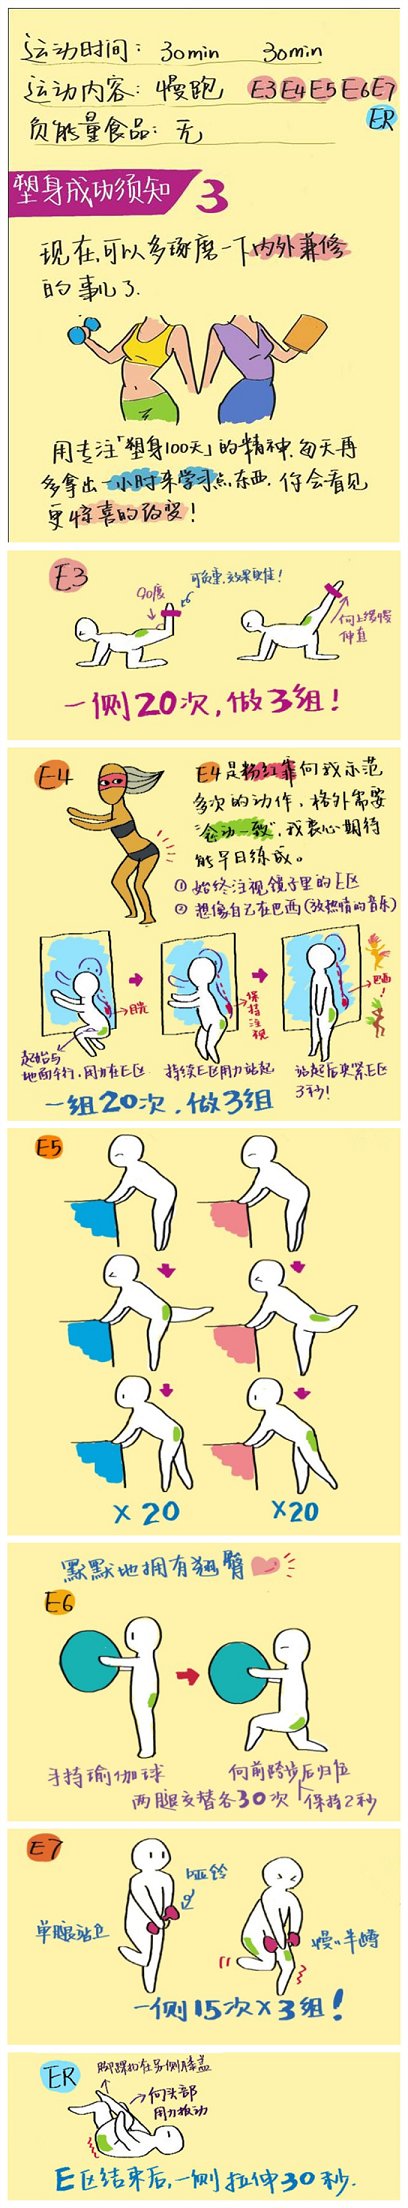 运动时间: 30min 30min
运动内容: 慢跑 E3 E4 E5 E6 E7
ER
负能量食品: 无
塑身成功须知 3
现在,可以多琢磨一下内外兼修
的事儿了.
用专注「塑身100天」的精神,每天再
多拿出一小时来学习点东西,你会看见
更惊喜的改变!
E3
可负重,效果更佳!
90度
向上缓慢
伸直
一侧20次,做3组!
E4
E4是粉红靠向我示范
多次的动作,格外需要
"念动一致",我衷心期待
能早日练成。
① 始终注视镜子里的E区
② 想像自己在巴西(放热情的音乐)
目光
保持注视
巴西!
起始与
地面平行,用力在E区
持续E区用力站起
站起后夹紧E区
3秒!
一组20次,做3组
E5
X 20
X20
默默地拥有翘臀
E6
手持瑜伽球
向前跨步后归位
两腿交替各30次
保持2秒
E7
哑铃
单腿站立
慢慢半蹲
一侧15次X3组!
ER
脚踝扣在另侧膝盖
向头部
用力扳动
E区结束后,一侧拉伸30秒.